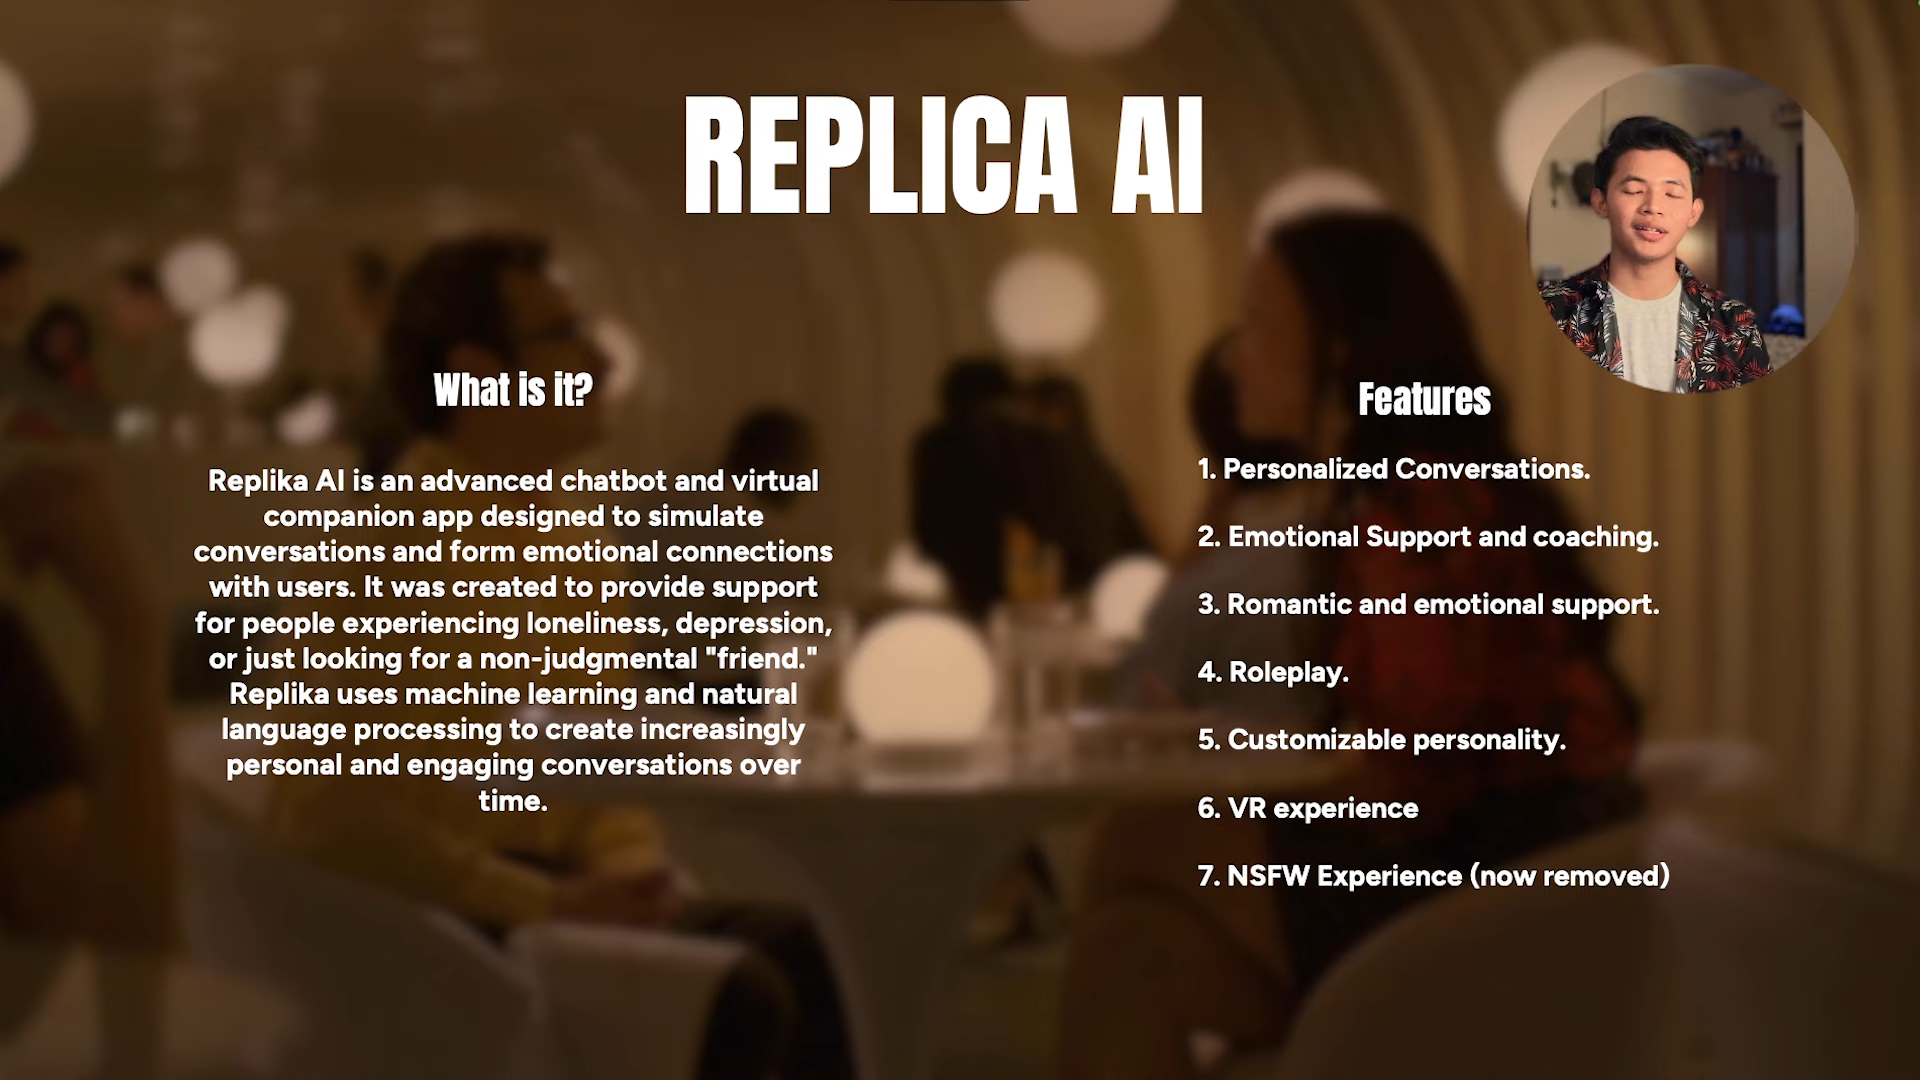 REPLICA AI
What is it?
Replika AI is an advanced chatbot and virtual
companion app designed to simulate
conversations and form emotional connections
with users. It was created to provide support
for people experiencing loneliness, depression,
or just looking for a non-judgmental "friend."
Replika uses machine learning and natural
language processing to create increasingly
personal and engaging conversations over
time.
Features
1. Personalized Conversations.
2. Emotional Support and coaching.
3. Romantic and emotional support.
4. Roleplay.
5. Customizable personality.
6. VR experience
7. NSFW Experience (now removed)